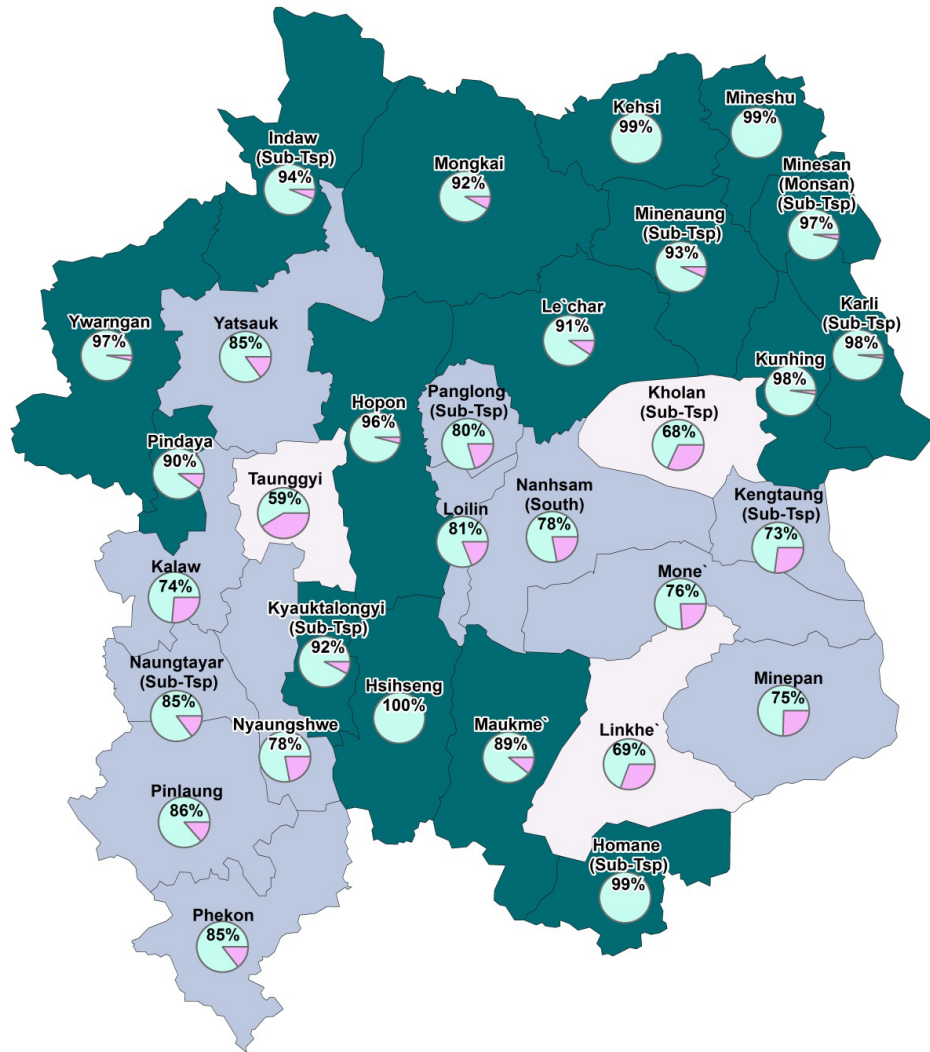 Kehsi
99%
Mineshu
99%
Indaw
(Sub-Tsp)
94%
Mongkai
92%
Minesan
(Monsan)
(Sub-Tsp)
97%
Minenaung
(Sub-Tsp)
93%
Ywarngan
97%
Yatsauk
85%
Le`char
91%
Karli
(Sub-Tsp)
98%
Kunhing
98%
Hopon
96%
Panglong
(Sub-Tsp)
80%
Kholan
(Sub-Tsp)
68%
Pindaya
90%
Taunggyi
59%
Loilin
81%
Nanhsam
(South)
78%
Kengtaung
(Sub-Tsp)
73%
Kalaw
74%
Mone`
76%
Kyauktalongyi
(Sub-Tsp)
92%
Naungtayar
(Sub-Tsp)
85%
Hsihseng
100%
Minepan
75%
Nyaungshwe
78%
Maukme`
89%
Linkhe`
69%
Pinlaung
86%
Homane
(Sub-Tsp)
99%
Phekon
85%